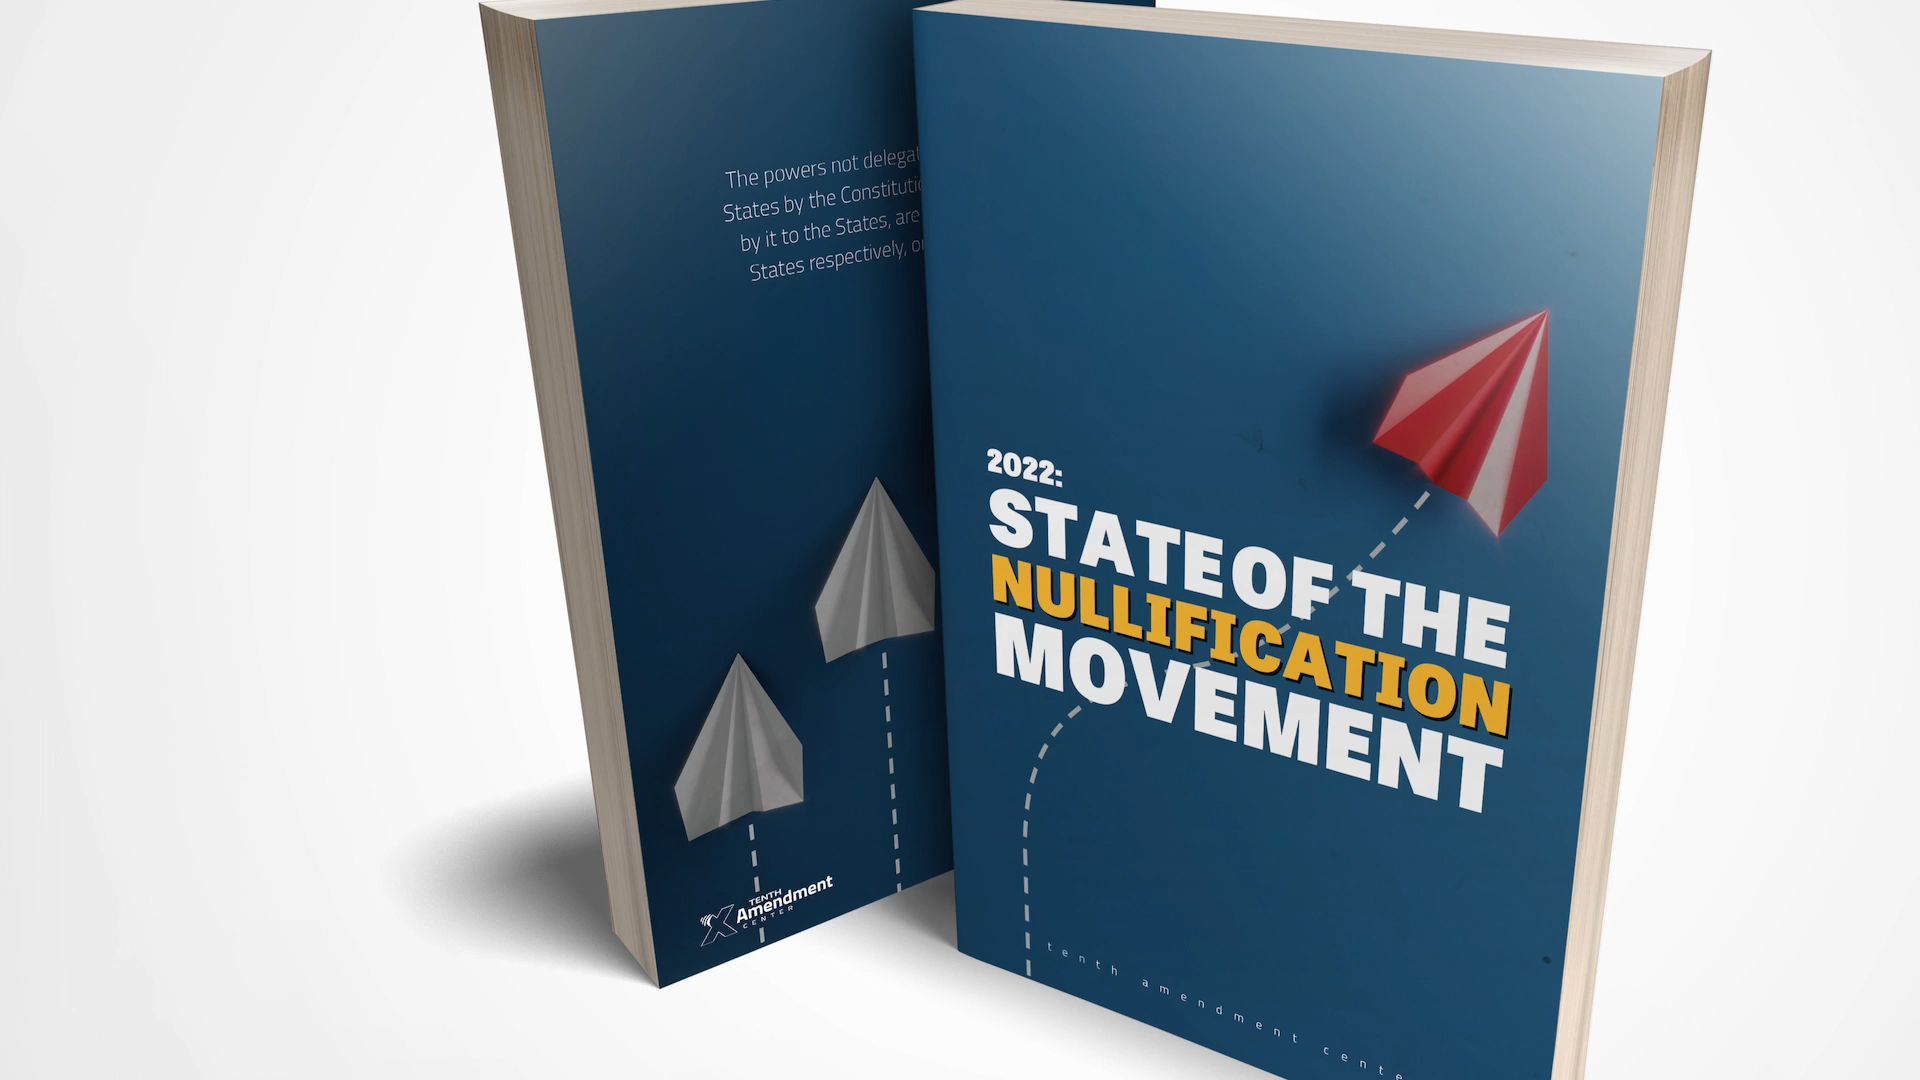 The powers not delegat
States by the Constitutio
by it to the States, are
States respectively, o
TENTH
Amendment
CENTER
2022:
STATE OF THE
NULLIFICATION
MOVEMENT
tenth amendment cente